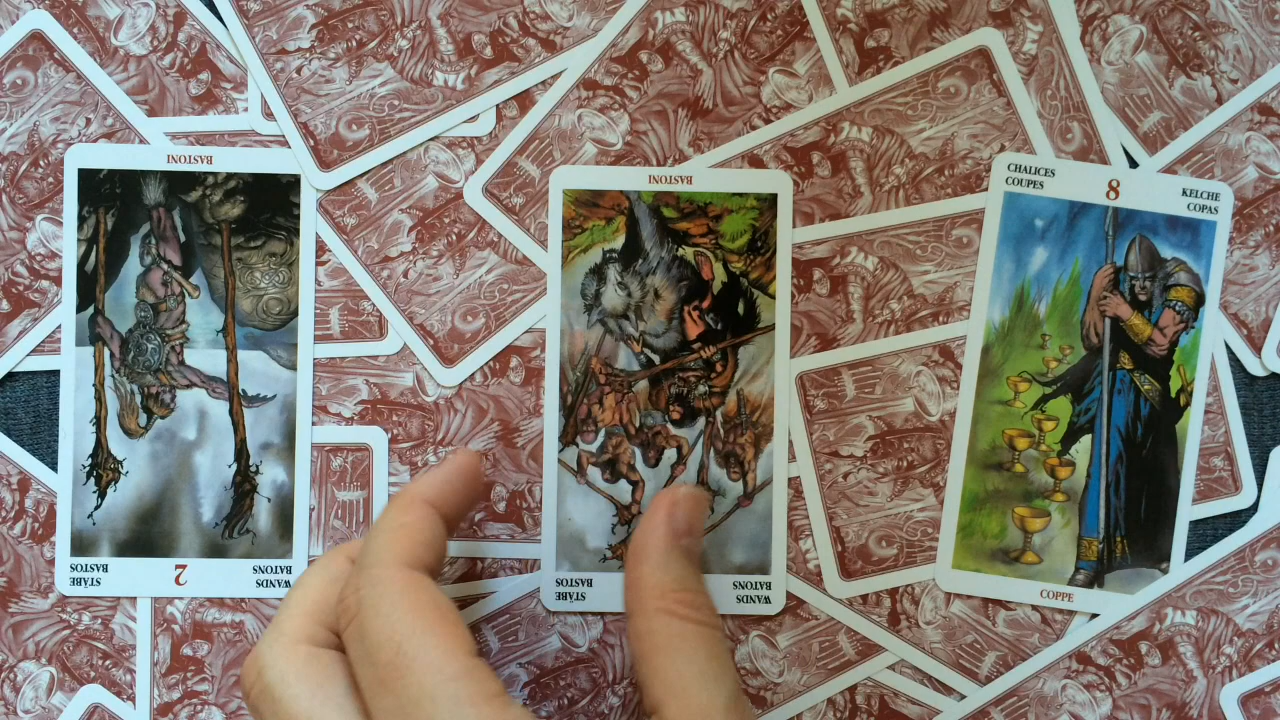 BASTONI
STÄBE
BASTOS
2
WANDS
BATONS
BASTONI
STÄBE
BASTOS
WANDS
BATONS
CHALICES
COUPES
8
KELCHE
COPAS
COPPE